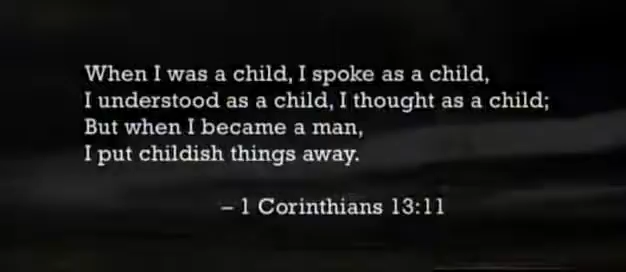 When I was a child, I spoke as a child,
I understood as a child, I thought as a child;
But when I became a man,
I put childish things away.
– 1 Corinthians 13:11